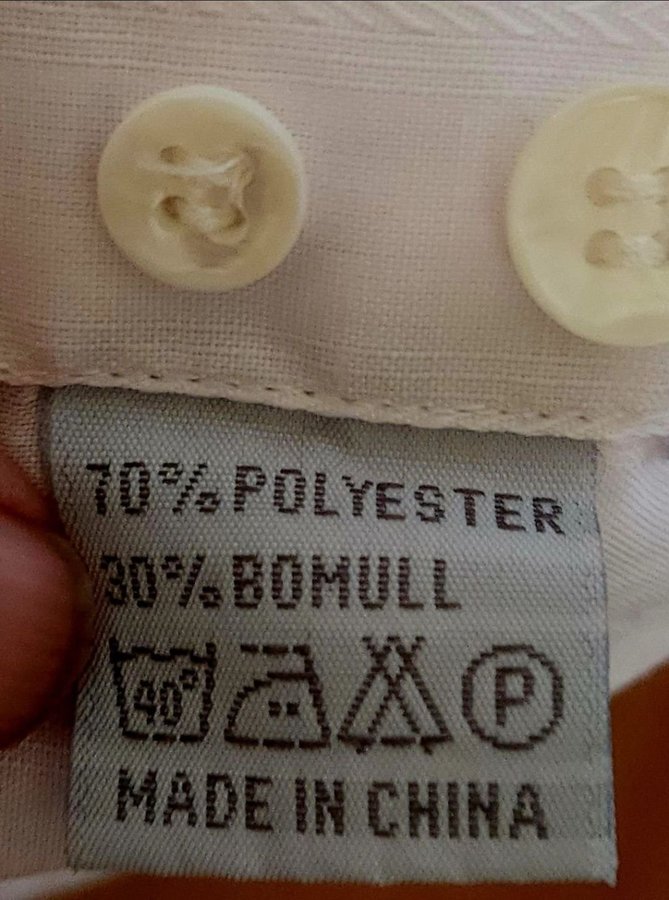 70% POLYESTER
30% BOMULL
40° P
MADE IN CHINA